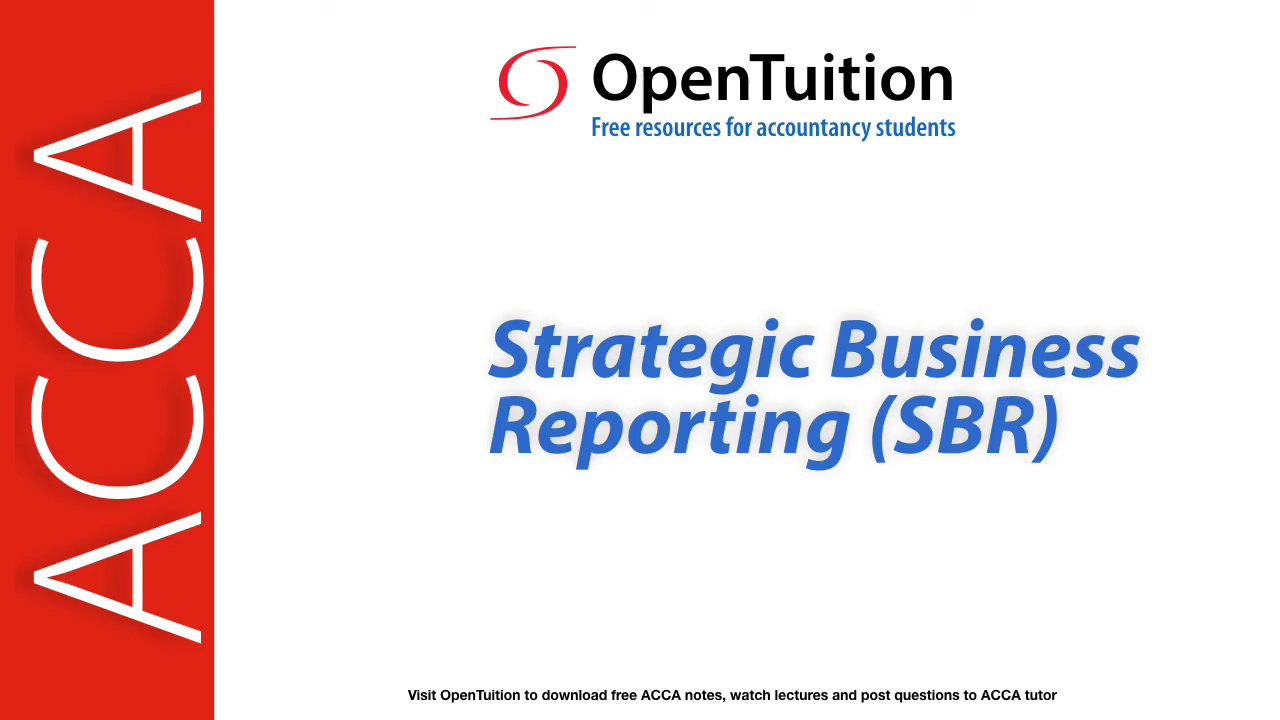 ACCA
OpenTuition
Free resources for accountancy students
Strategic Business
Reporting (SBR)
Visit OpenTuition to download free ACCA notes, watch lectures and post questions to ACCA tutor